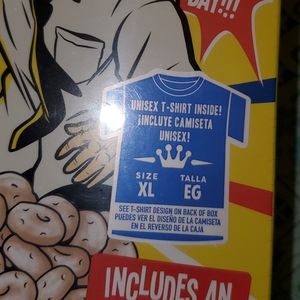 DAY!!!
UNISEX T-SHIRT INSIDE!
¡INCLUYE CAMISETA
UNISEX!
SIZE TALLA
XL EG
SEE T-SHIRT DESIGN ON BACK OF BOX
PUEDES VER EL DISEÑO DE LA CAMISETA
EN EL REVERSO DE LA CAJA
INCLUDES AN